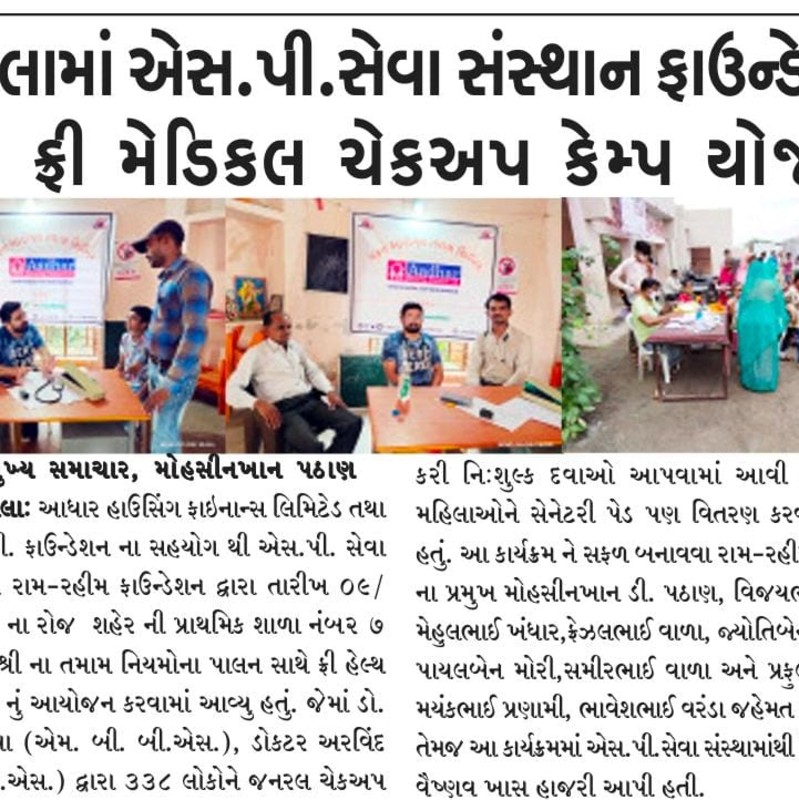 લામાં એસ.પી.સેવા સંસ્થાન ફાઉન્ડે
ફ્રી મેડિકલ ચેકઅપ કેમ્પ યોજ
Aadhar
Aadhar
ખ્ય સમાચાર, મોહસીનખાન પઠાણ
લા: આધાર હાઉસિંગ ફાઇનાન્સ લિમિટેડ તથા
ી. ફાઉન્ડેશન ના સહયોગ થી એસ.પી. સેવા
રામ-રહીમ ફાઉન્ડેશન દ્વારા તારીખ ૦૯/
ના રોજ શહેર ની પ્રાથમિક શાળા નંબર ૭
શ્રી ના તમામ નિયમોના પાલન સાથે ફ્રી હેલ્થ
નું આયોજન કરવામાં આવ્યુ હતું. જેમાં ડો.
ા (એમ. બી. બી.એસ.), ડોકટર અરવિંદ
.એસ.) દ્વારા ૩૩૮ લોકોને જનરલ ચેકઅપ
કરી નિ:શુલ્ક દવાઓ આપવામાં આવી
મહિલાઓને સેનેટરી પેડ પણ વિતરણ કરવ
હતું. આ કાર્યક્રમ ને સફળ બનાવવા રામ-રહી
ના પ્રમુખ મોહસીનખાન ડી. પઠાણ, વિજયભ
મેહુલભાઈ ખંધાર,ફ્રેઝલભાઈ વાળા, જ્યોતિબેન
પાયલબેન મોરી,સમીરભાઈ વાળા અને પ્રફુ
મયંકભાઈ પ્રણામી, ભાવેશભાઈ વરંડા જહેમત
તેમજ આ કાર્યક્રમમાં એસ.પી.સેવા સંસ્થામાંથી
વૈષ્ણવ ખાસ હાજરી આપી હતી.